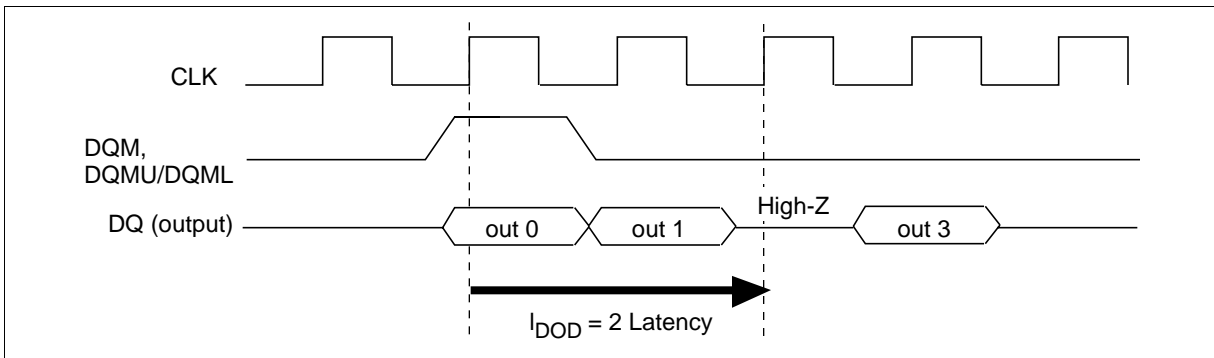 CLK
DQM,
DQMU/DQML
High-Z
DQ (output)
out 0
out 1
out 3
lDOD = 2 Latency